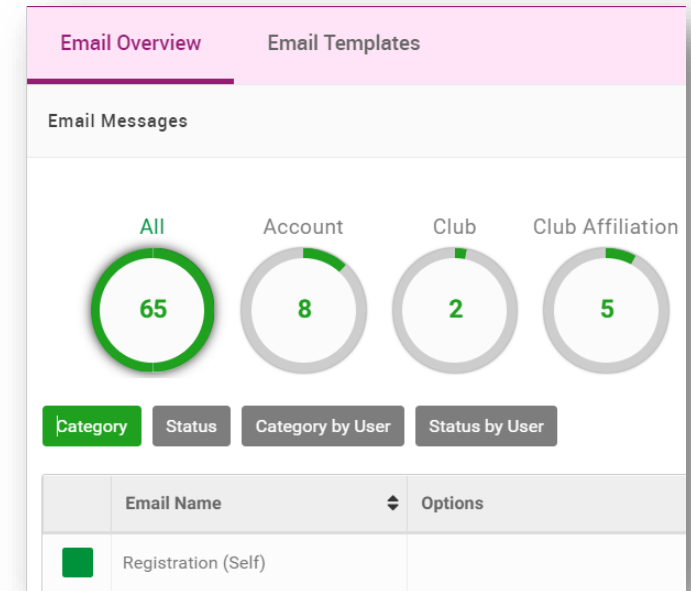 Email Overview Email Templates
Email Messages
All Account Club Club Affiliation
65 8 2 5
Category Status Category by User Status by User
Email Name Options
Registration (Self)